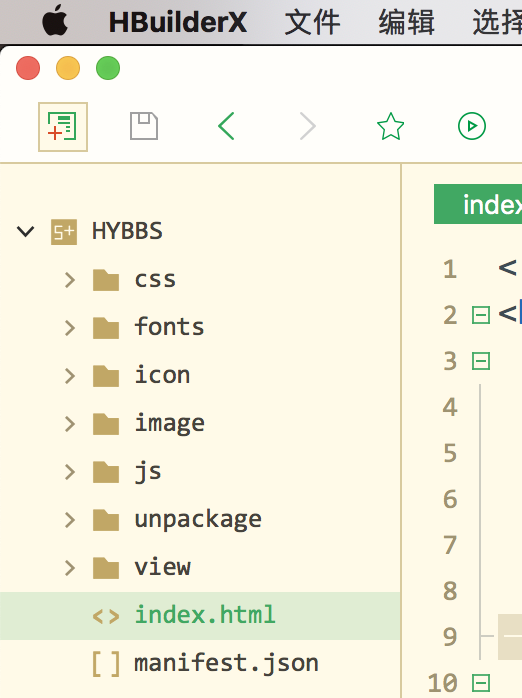 HBuilderX 文件 编辑 选择
HYBBS
css
fonts
icon
image
js
unpackage
view
<> index.html
[ ] manifest.json
index
1 <
2 <
3
4
5
6
7
8
9
10